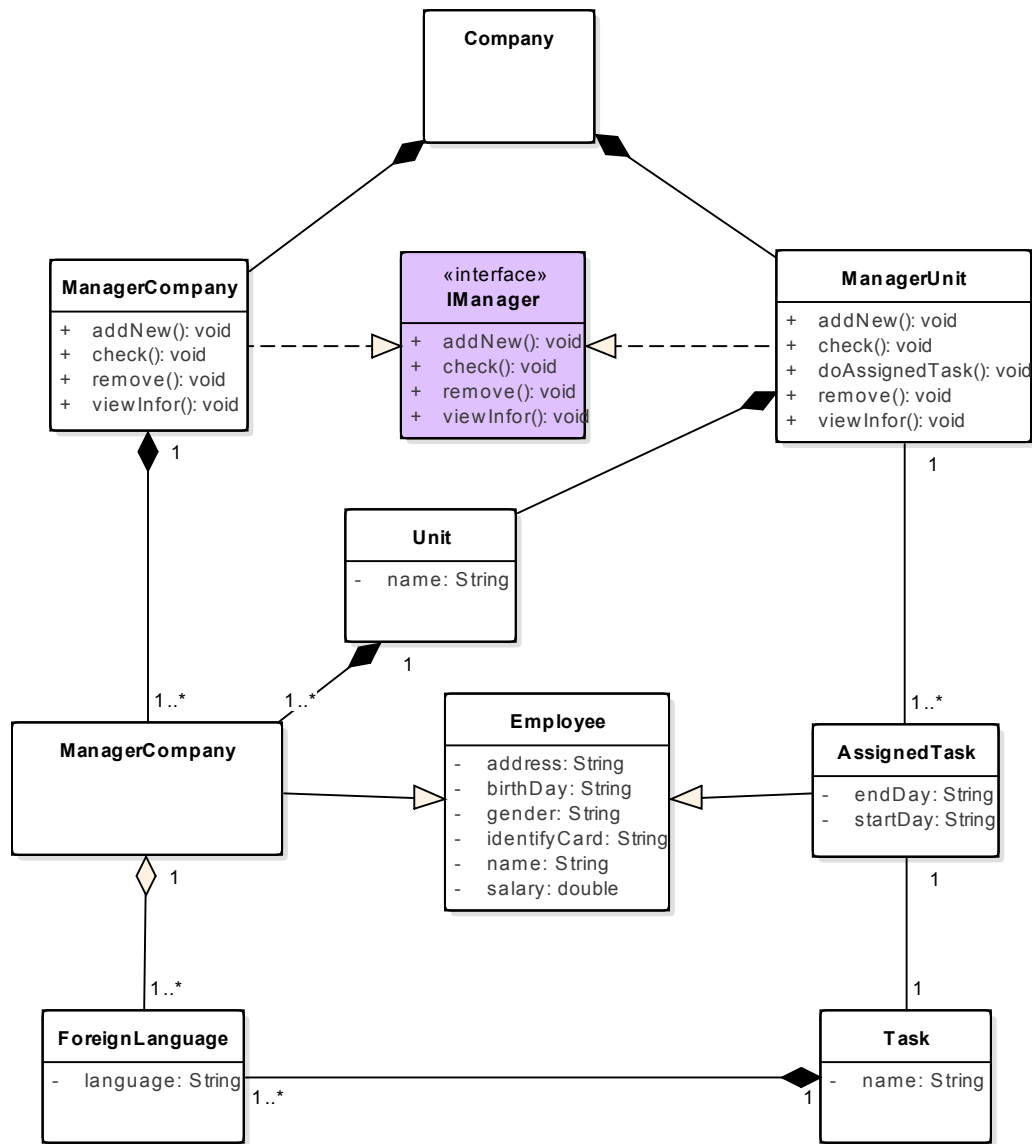 Company
ManagerCompany
+ addNew(): void
+ check(): void
+ remove(): void
+ viewInfor(): void
«interface»
IManager
+ addNew(): void
+ check(): void
+ remove(): void
+ viewInfor(): void
ManagerUnit
+ addNew(): void
+ check(): void
+ doAssignedTask(): void
+ remove(): void
+ viewInfor(): void
1
1
Unit
- name: String
1
1..*
1..*
1..*
ManagerCompany
Employee
- address: String
- birthDay: String
- gender: String
- identifyCard: String
- name: String
- salary: double
AssignedTask
- endDay: String
- startDay: String
1
1
1..*
1
ForeignLanguage
- language: String
1..*
1
Task
- name: String